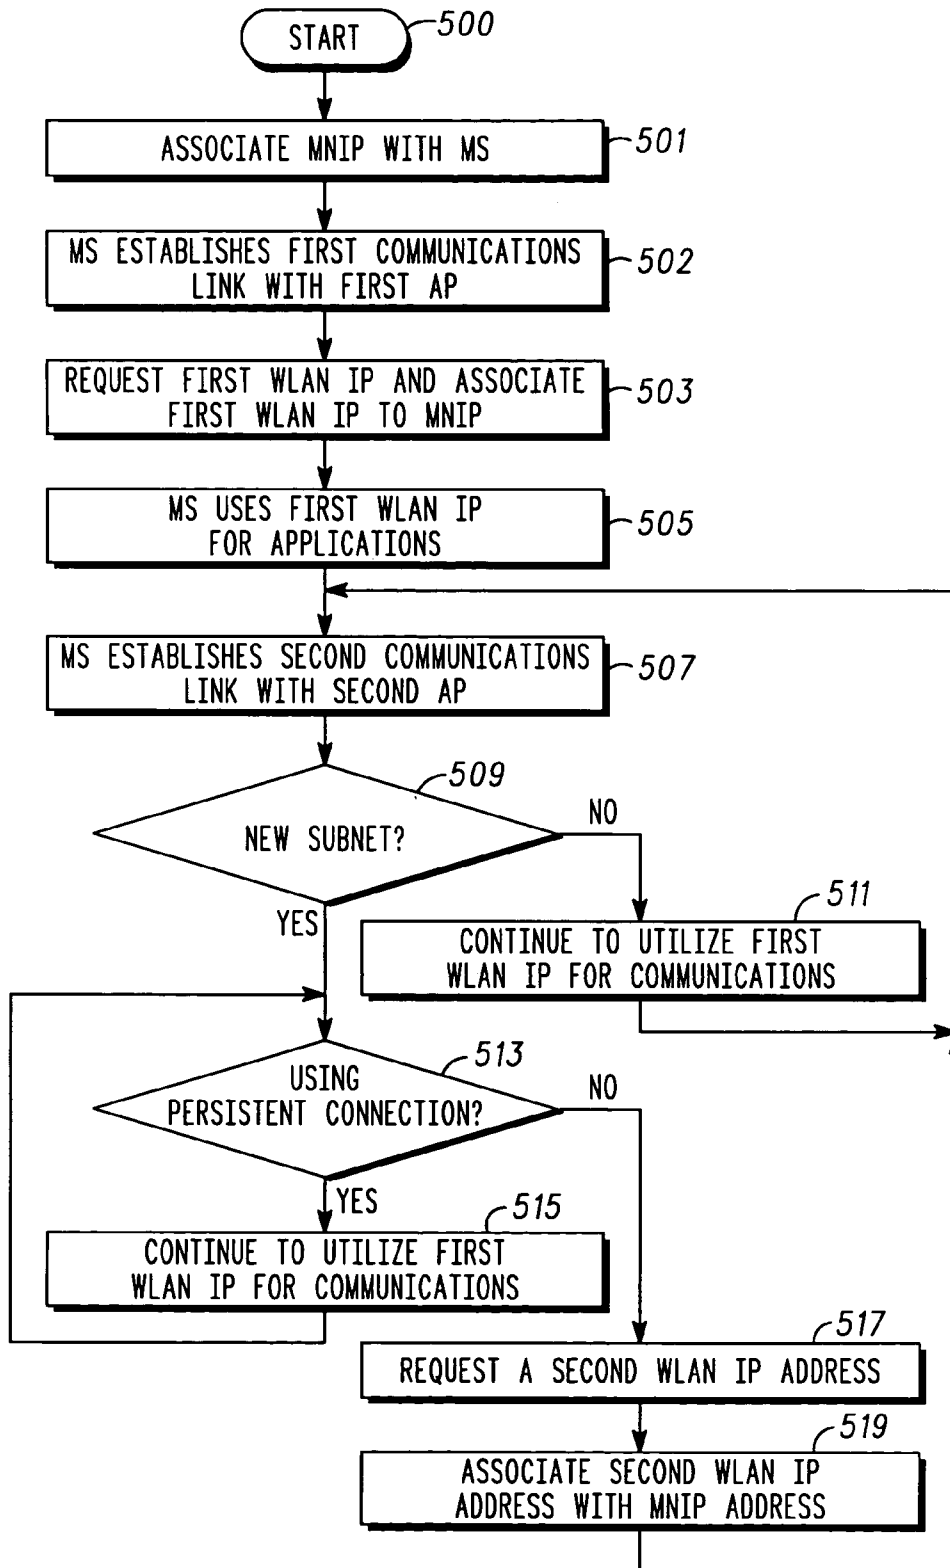 START
500
ASSOCIATE MNIP WITH MS
501
MS ESTABLISHES FIRST COMMUNICATIONS
LINK WITH FIRST AP
502
REQUEST FIRST WLAN IP AND ASSOCIATE
FIRST WLAN IP TO MNIP
503
MS USES FIRST WLAN IP
FOR APPLICATIONS
505
MS ESTABLISHES SECOND COMMUNICATIONS
LINK WITH SECOND AP
507
509
NEW SUBNET?
NO
YES
511
CONTINUE TO UTILIZE FIRST
WLAN IP FOR COMMUNICATIONS
513
USING
PERSISTENT CONNECTION?
NO
YES
515
CONTINUE TO UTILIZE FIRST
WLAN IP FOR COMMUNICATIONS
517
REQUEST A SECOND WLAN IP ADDRESS
519
ASSOCIATE SECOND WLAN IP
ADDRESS WITH MNIP ADDRESS